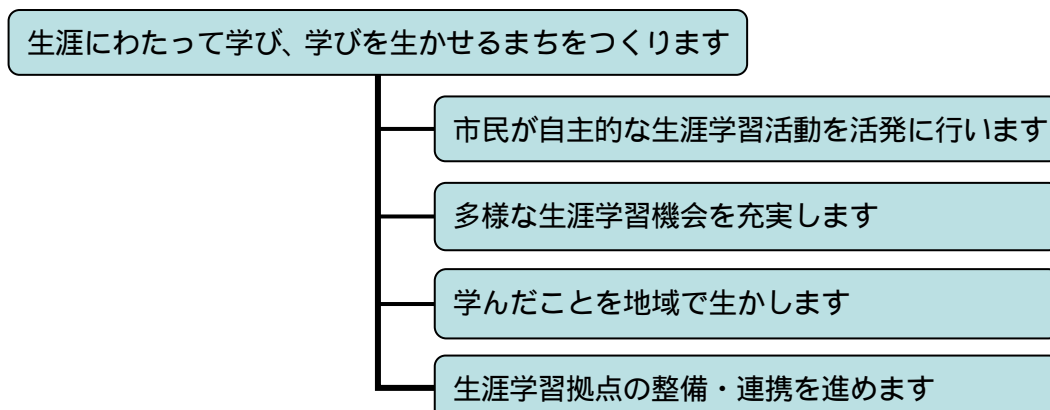 生涯にわたって学び、学びを生かせるまちをつくります
市民が自主的な生涯学習活動を活発に行います
多様な生涯学習機会を充実します
学んだことを地域で生かします
生涯学習拠点の整備・連携を進めます